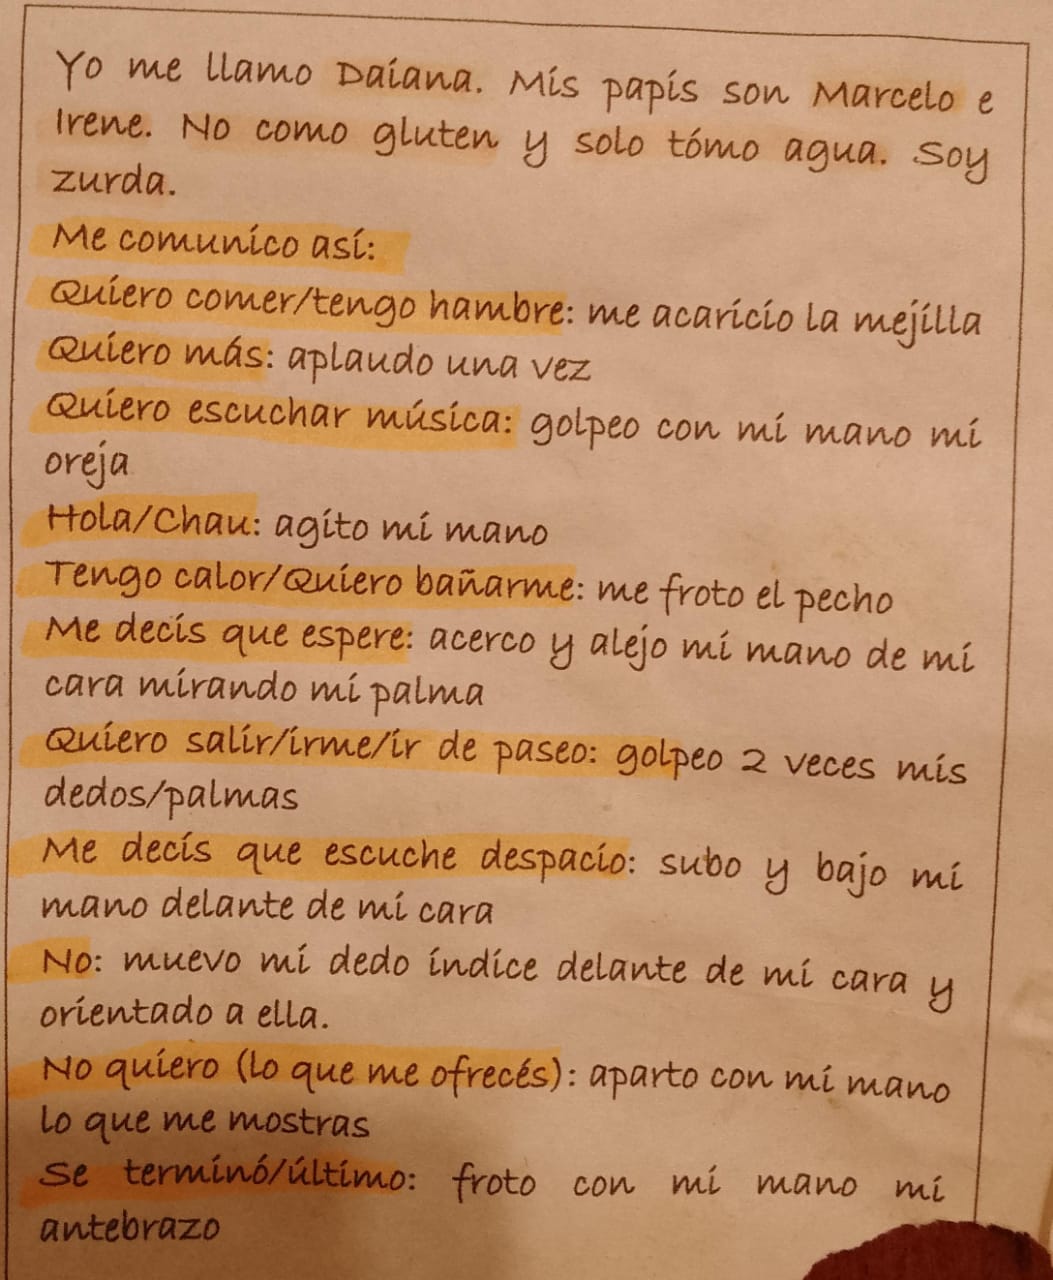 Yo me llamo Daiana. Mis papis son Marcelo e
Irene. No como gluten y solo tómo agua. Soy
zurda.
Me comunico así:
Quiero comer/tengo hambre: me acaricio la mejilla
Quiero más: aplaudo una vez
Quiero escuchar música: golpeo con mi mano mi
oreja
Hola/Chau: agito mi mano
Tengo calor/Quiero bañarme: me froto el pecho
Me decís que espere: acerco y alejo mi mano de mi
cara mirando mi palma
Quiero salir/irme/ir de paseo: golpeo 2 veces mis
dedos/palmas
Me decís que escuche despacio: subo y bajo mi
mano delante de mi cara
No: muevo mi dedo índice delante de mi cara y
orientado a ella.
No quiero (lo que me ofrecés): aparto con mi mano
lo que me mostras
Se terminó/último: froto con mi mano mi
antebrazo